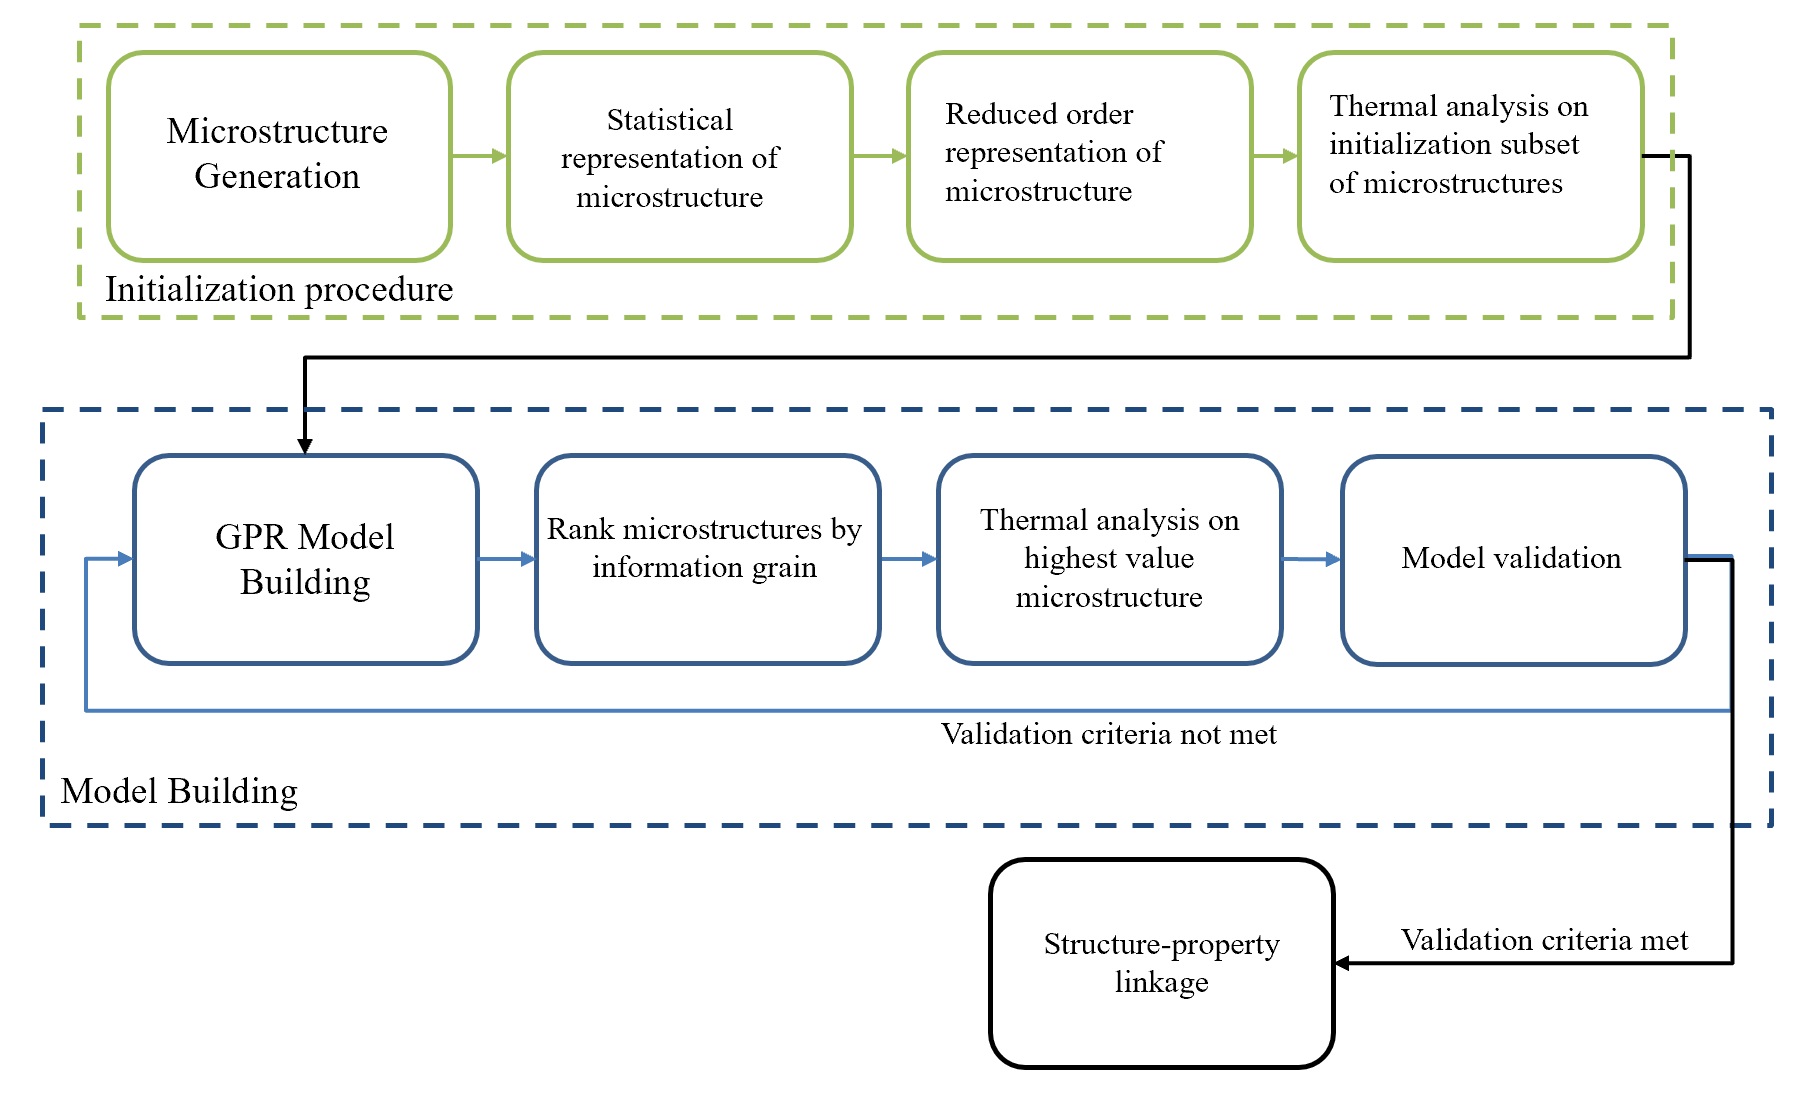 Microstructure
Generation
Statistical
representation of
microstructure
Reduced order
representation of
microstructure
Thermal analysis on
initialization subset
of microstructures
Initialization procedure
GPR Model
Building
Rank microstructures by
information grain
Thermal analysis on
highest value
microstructure
Model validation
Validation criteria not met
Model Building
Structure-property
linkage
Validation criteria met